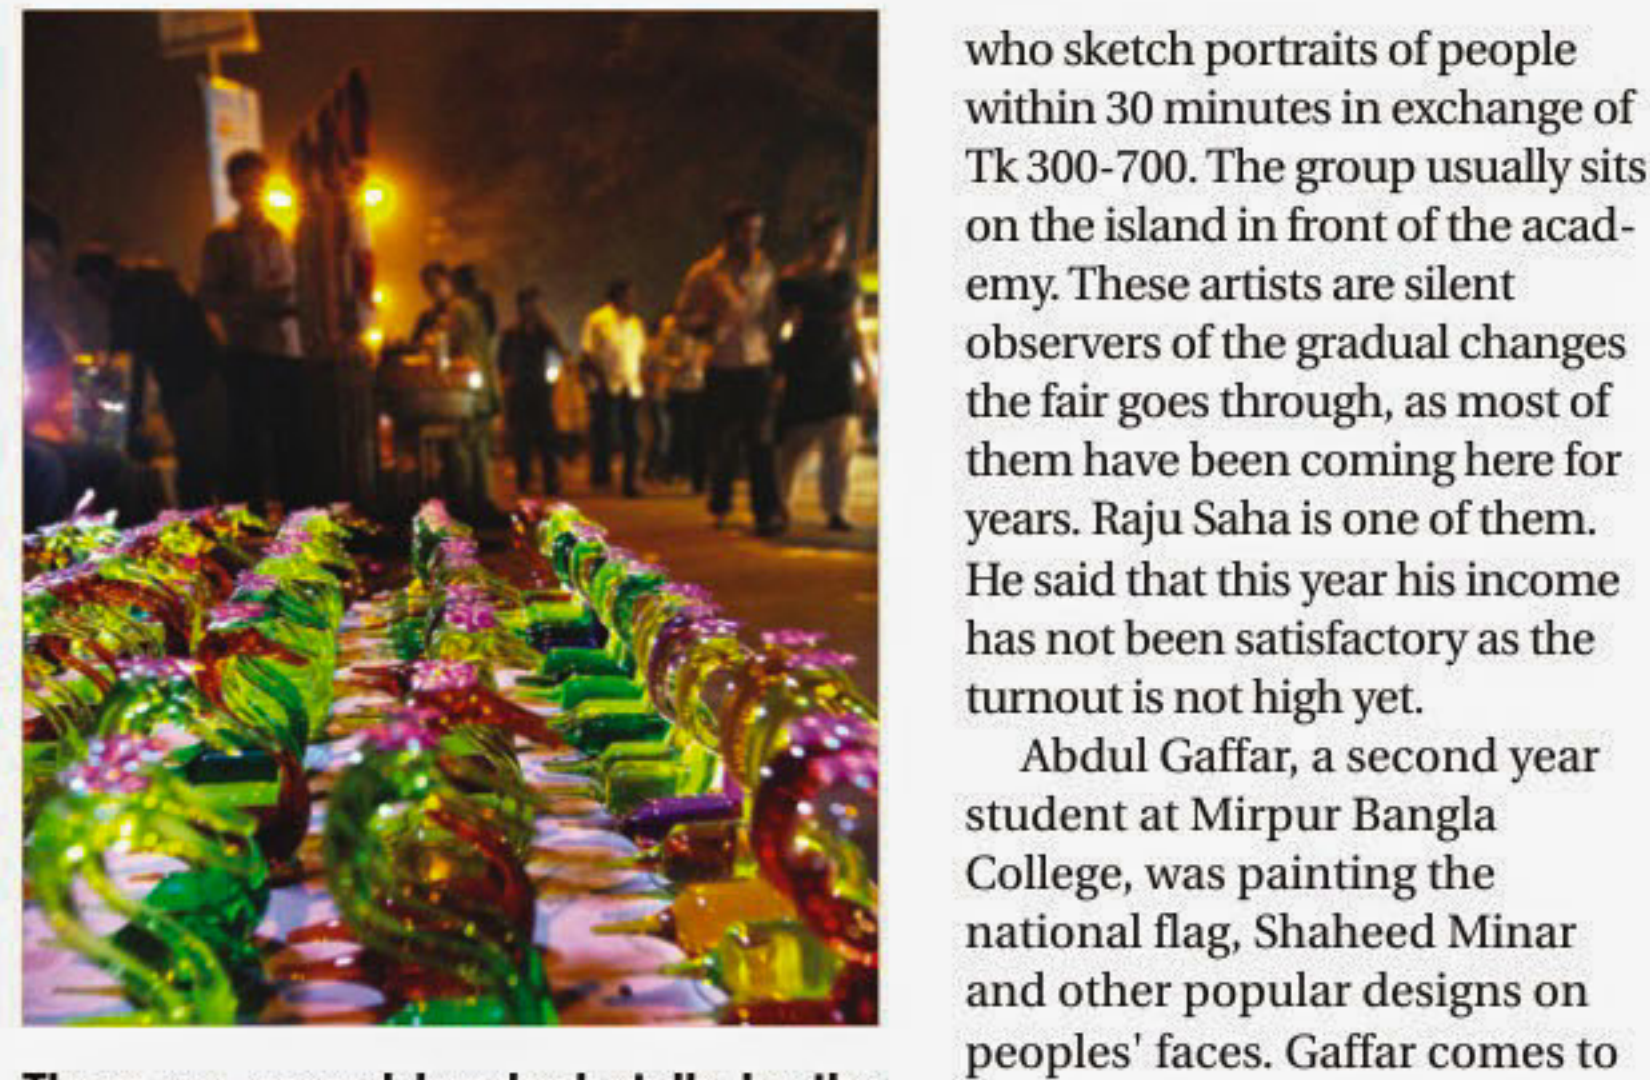 who sketch portraits of people
within 30 minutes in exchange of
Tk 300-700. The group usually sits
on the island in front of the acad-
emy. These artists are silent
observers of the gradual changes
the fair goes through, as most of
them have been coming here for
years. Raju Saha is one of them.
He said that this year his income
has not been satisfactory as the
turnout is not high yet.
Abdul Gaffar, a second year
student at Mirpur Bangla
College, was painting the
national flag, Shaheed Minar
and other popular designs on
peoples' faces. Gaffar comes to